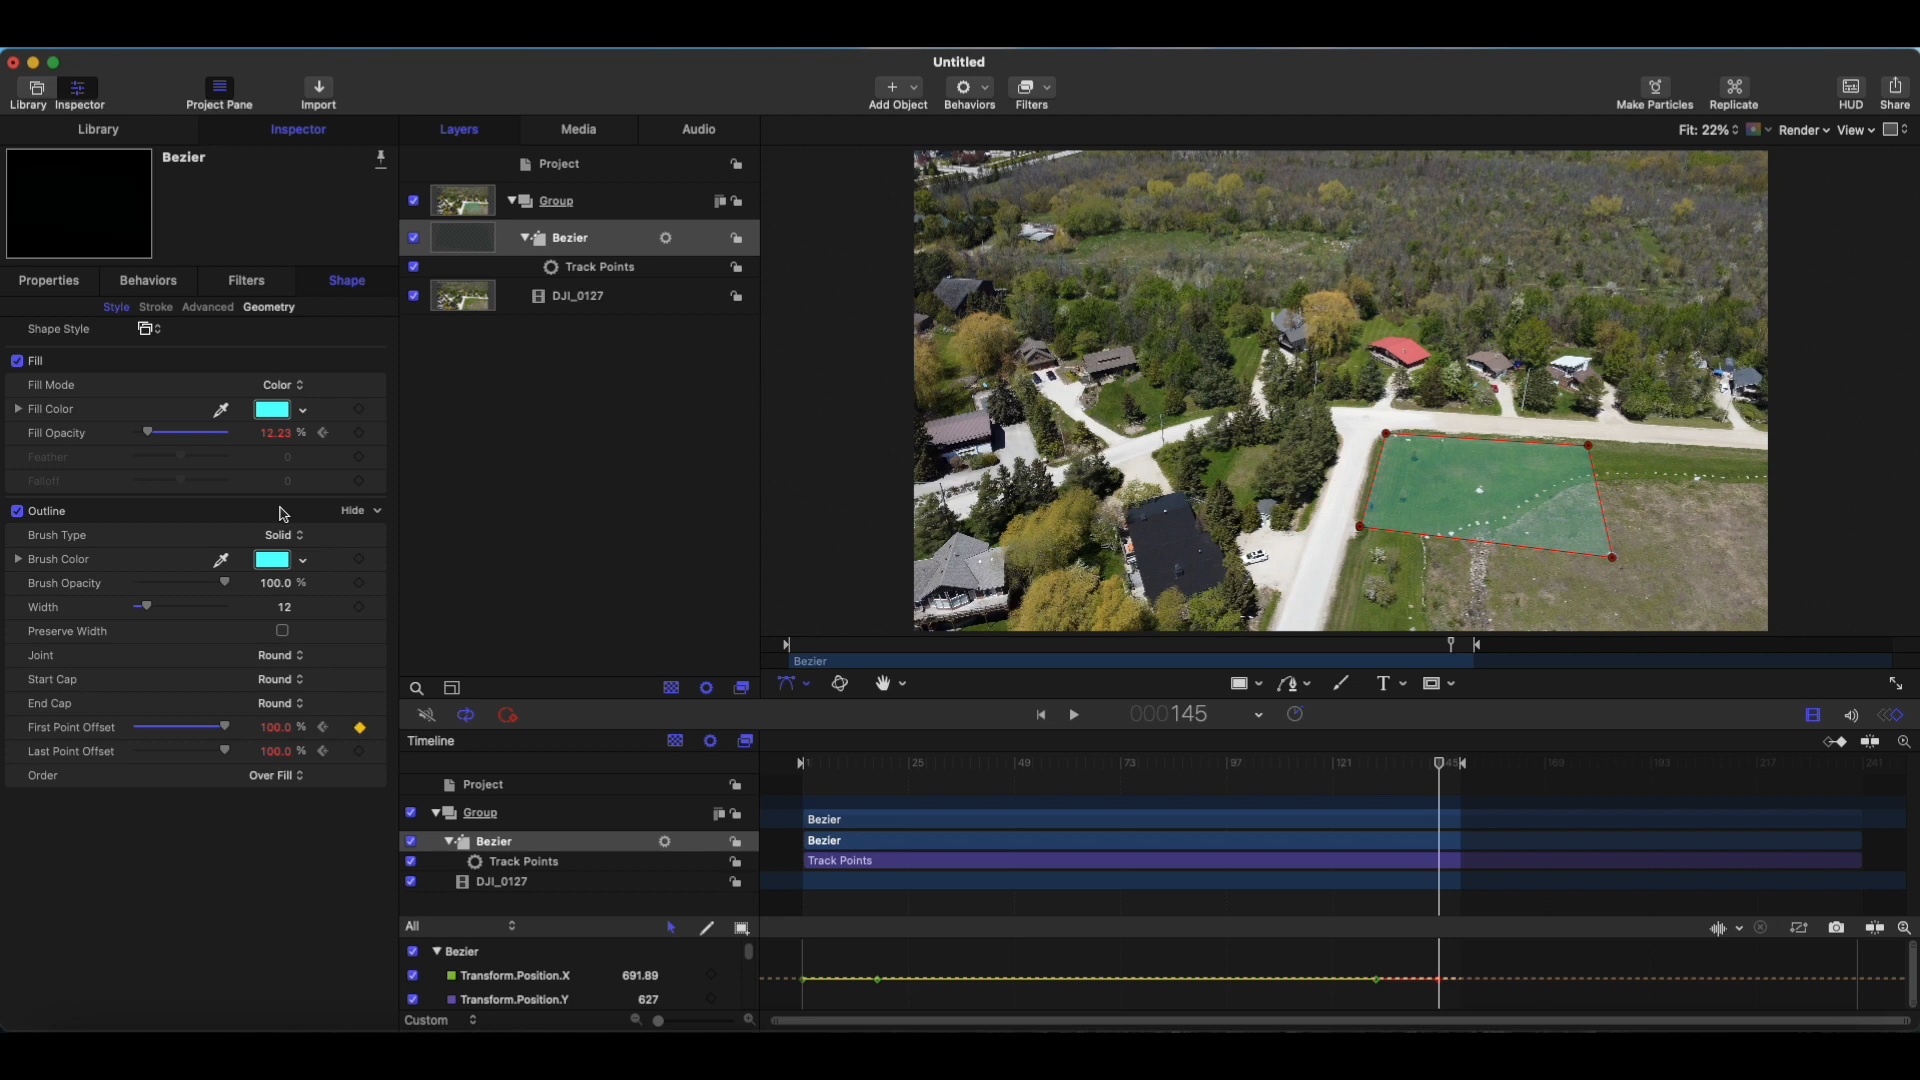 Untitled
Library Inspector Project Pane Import Add Object Behaviors Filters Make Particles Replicate HUD Share
Library Inspector Layers Media Audio Fit: 22% Render View
Bezier
Project
Group
Bezier
Track Points
DJI_0127
Properties Behaviors Filters Shape
Style Stroke Advanced Geometry
Shape Style
Fill
Fill Mode Color
Fill Color
Fill Opacity 12.23 %
Feather 0
Falloff 0
Outline Hide
Brush Type Solid
Brush Color
Brush Opacity 100.0 %
Width 12
Preserve Width
Joint Round
Start Cap Round
End Cap Round
First Point Offset 100.0 %
Last Point Offset 100.0 %
Order Over Fill
Bezier
T
000145
Timeline
1 25 49 73 97 121 45 169 193 217 241
Project
Group Bezier
Bezier Bezier
Track Points Track Points
DJI_0127
All
Bezier
Transform.Position.X 691.89
Transform.Position.Y 627
Custom